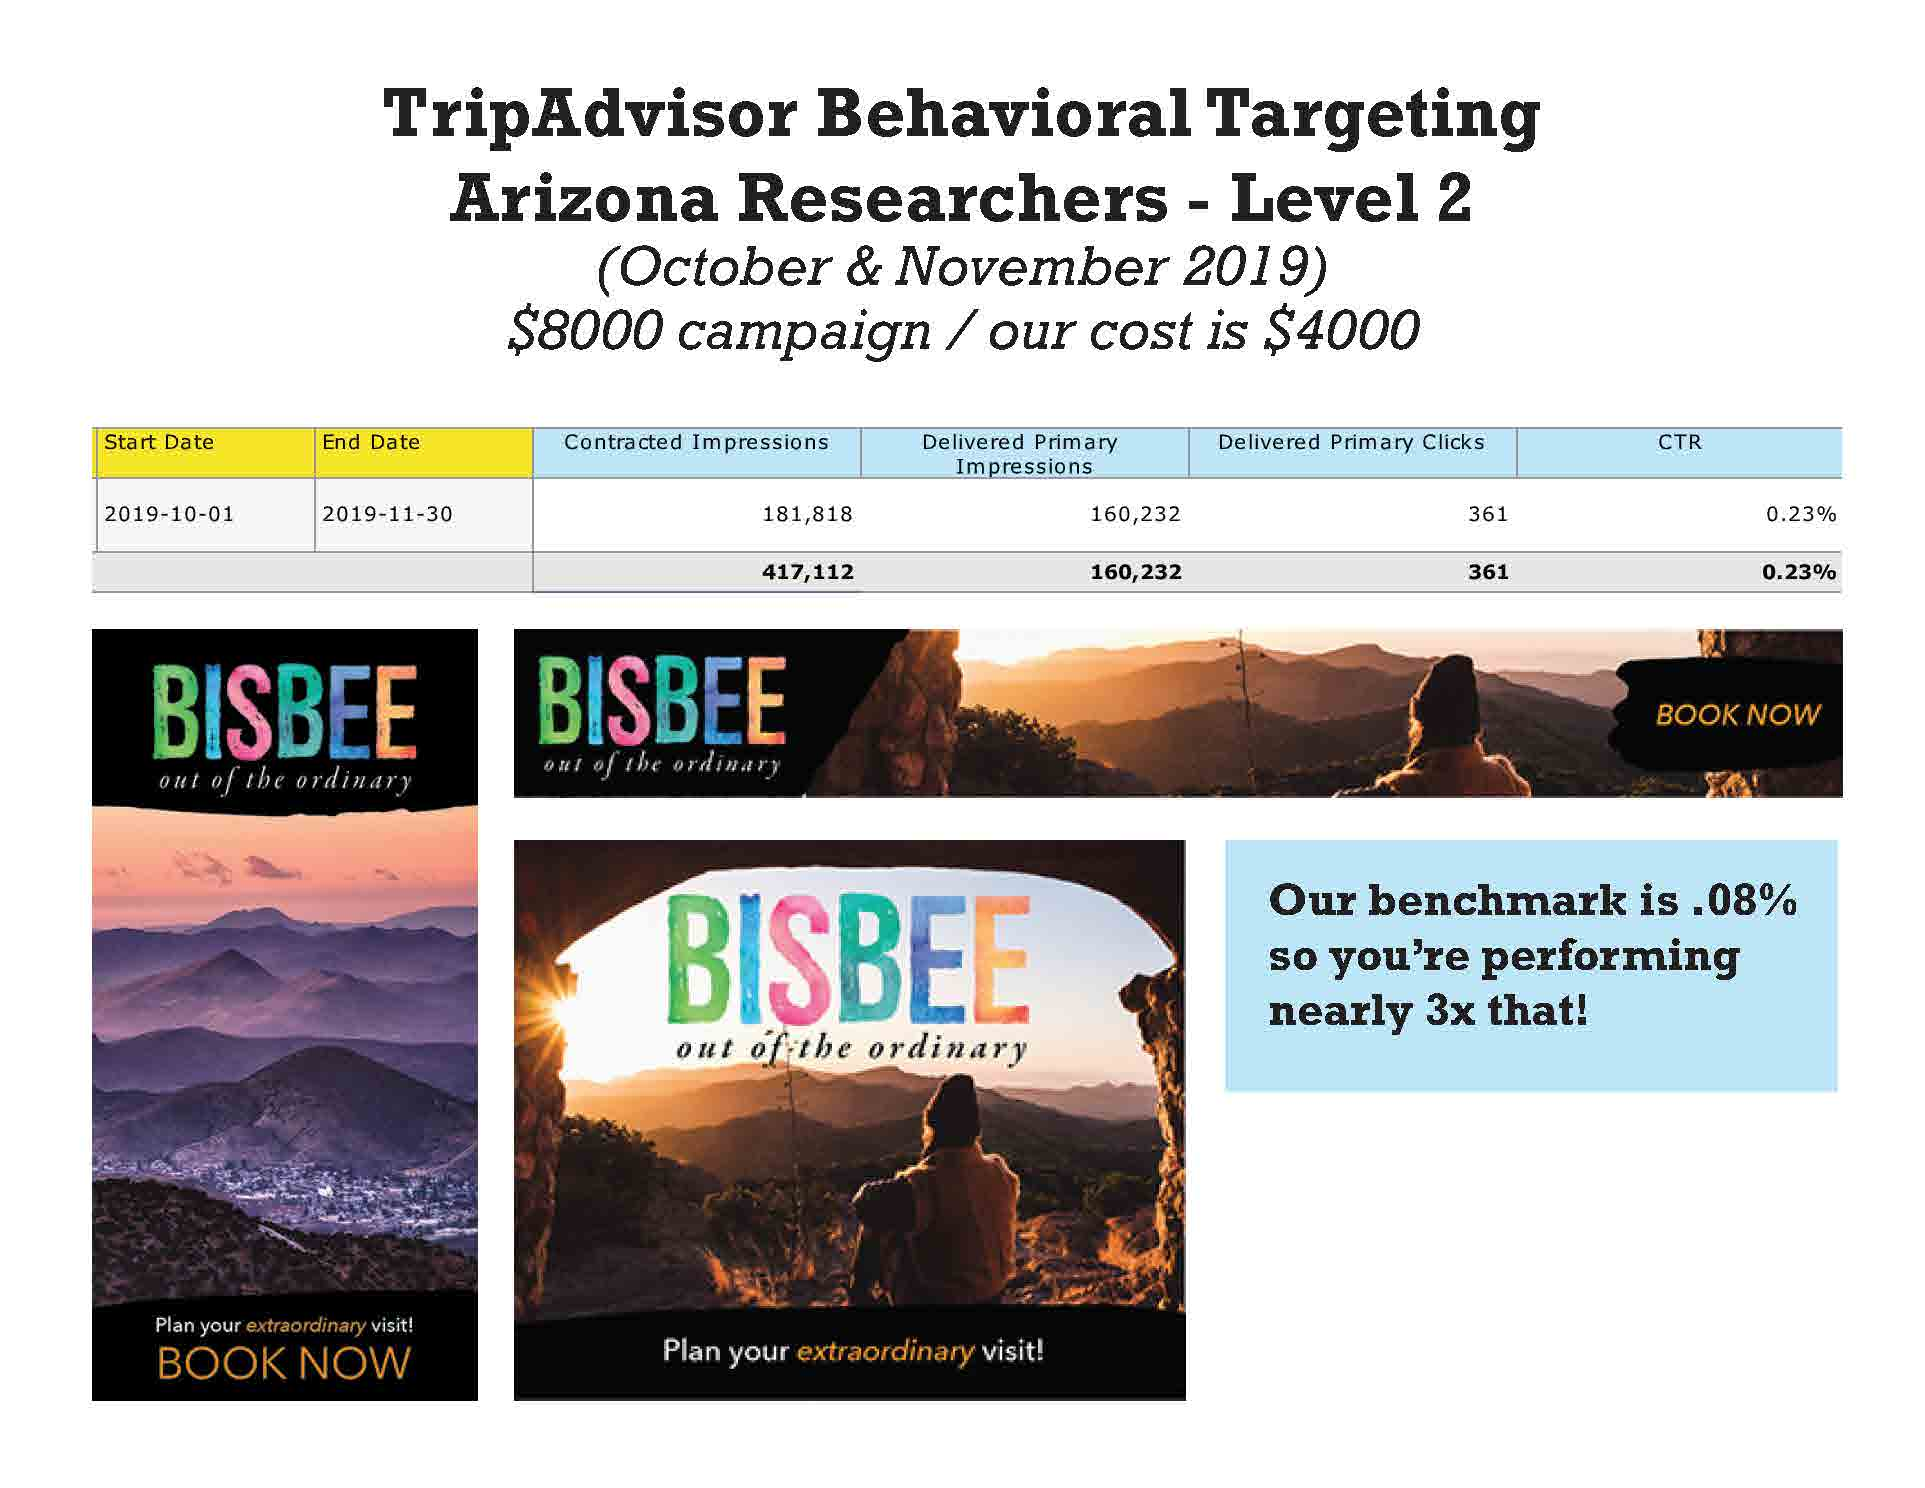 TripAdvisor Behavioral Targeting
Arizona Researchers - Level 2
(October & November 2019)
$8000 campaign / our cost is $4000
Start Date End Date Contracted Impressions Delivered Primary Impressions Delivered Primary Clicks CTR
2019-10-01 2019-11-30 181,818 160,232 361 0.23%
417,112 160,232 361 0.23%
BISBEE
out of the ordinary
Plan your extraordinary visit!
BOOK NOW
BISBEE
out of the ordinary
BOOK NOW
BISBEE
out of the ordinary
Plan your extraordinary visit!
Our benchmark is .08%
so you're performing
nearly 3x that!